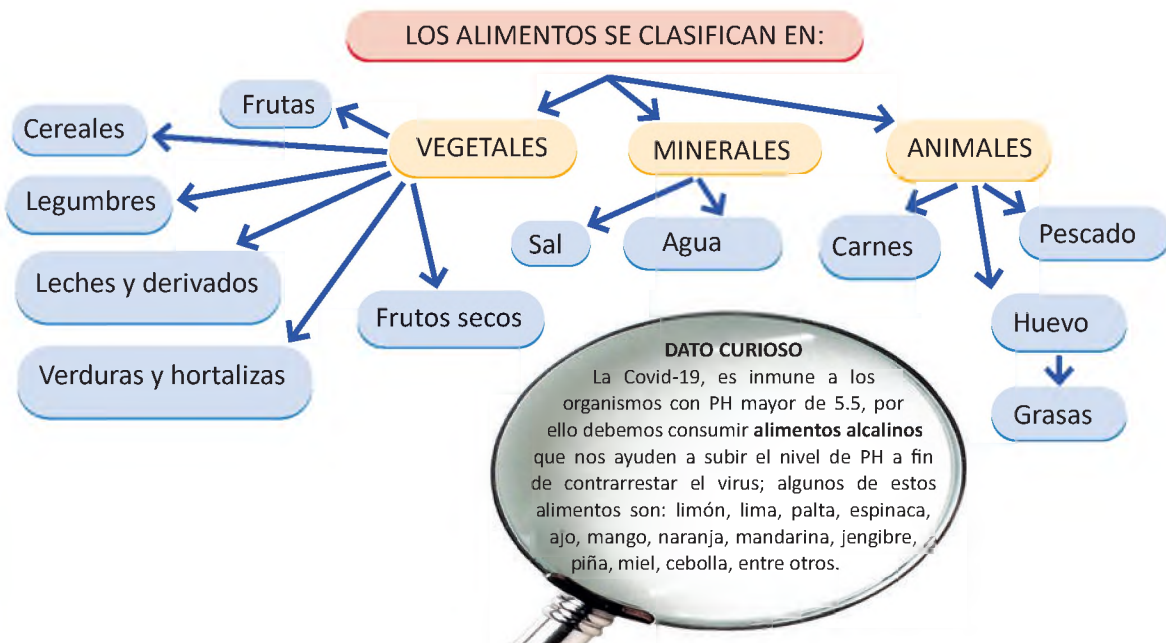 LOS ALIMENTOS SE CLASIFICAN EN:
Frutas
Cereales
VEGETALES
MINERALES
ANIMALES
Legumbres
Sal
Agua
Carnes
Pescado
Leches y derivados
Frutos secos
Huevo
Verduras y hortalizas
Grasas
DATO CURIOSO
La Covid-19, es inmune a los
organismos con PH mayor de 5.5, por
ello debemos consumir alimentos alcalinos
que nos ayuden a subir el nivel de PH a fin
de contrarrestar el virus; algunos de estos
alimentos son: limón, lima, palta, espinaca,
ajo, mango, naranja, mandarina, jengibre,
piña, miel, cebolla, entre otros.